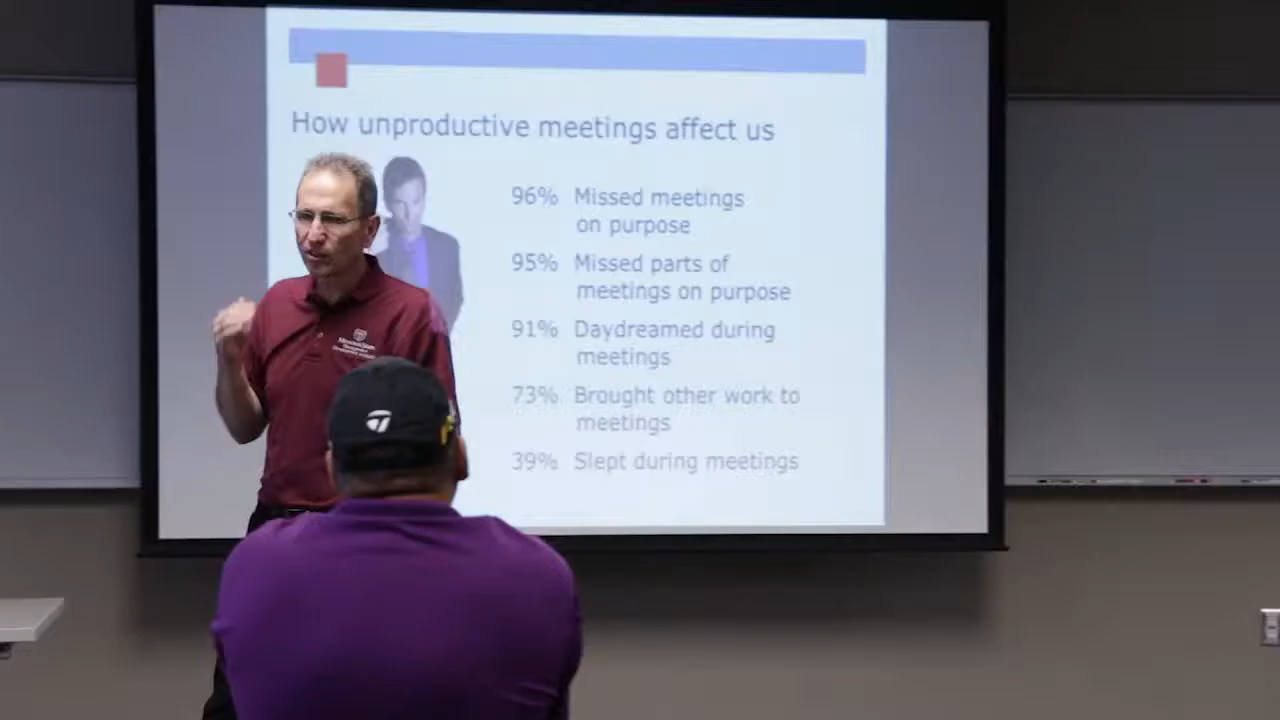 How unproductive meetings affect us
96% Missed meetings
on purpose
95% Missed parts of
meetings on purpose
91% Daydreamed during
meetings
73% Brought other work to
meetings
39% Slept during meetings